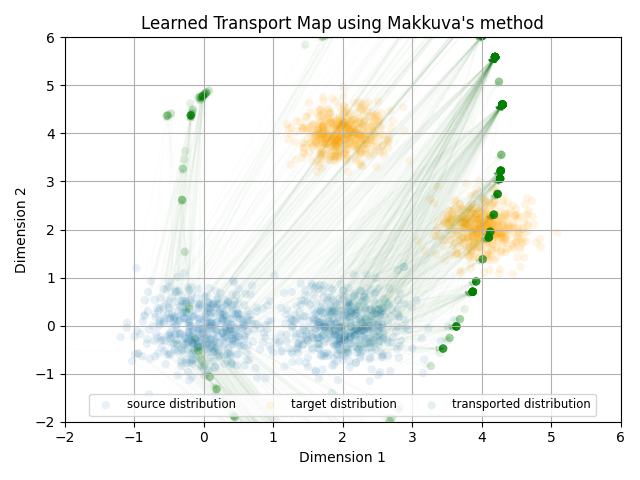 Learned Transport Map using Makkuva's method
Dimension 2
6
5
4
3
2
1
0
−1
−2
source distribution target distribution transported distribution
−2 −1 0 1 2 3 4 5 6
Dimension 1